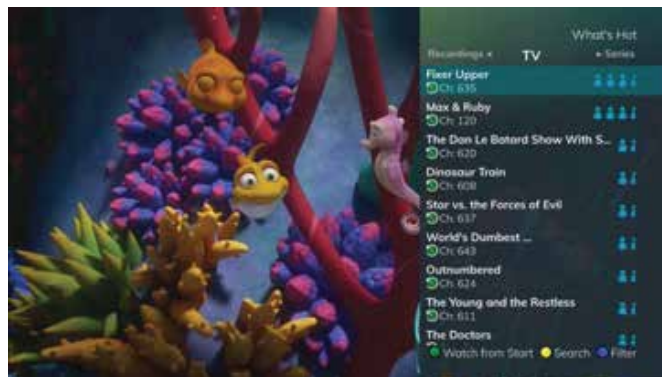 What's Hot
Recordings ◂ TV ▸ Series
Fixer Upper
Ch: 635
Max & Ruby
Ch: 120
The Dan Le Batard Show With S...
Ch: 620
Dinosaur Train
Ch: 608
Star vs. the Forces of Evil
Ch: 637
World's Dumbest ...
Ch: 643
Outnumbered
Ch: 624
The Young and the Restless
Ch: 611
The Doctors
Watch from Start Search Filter